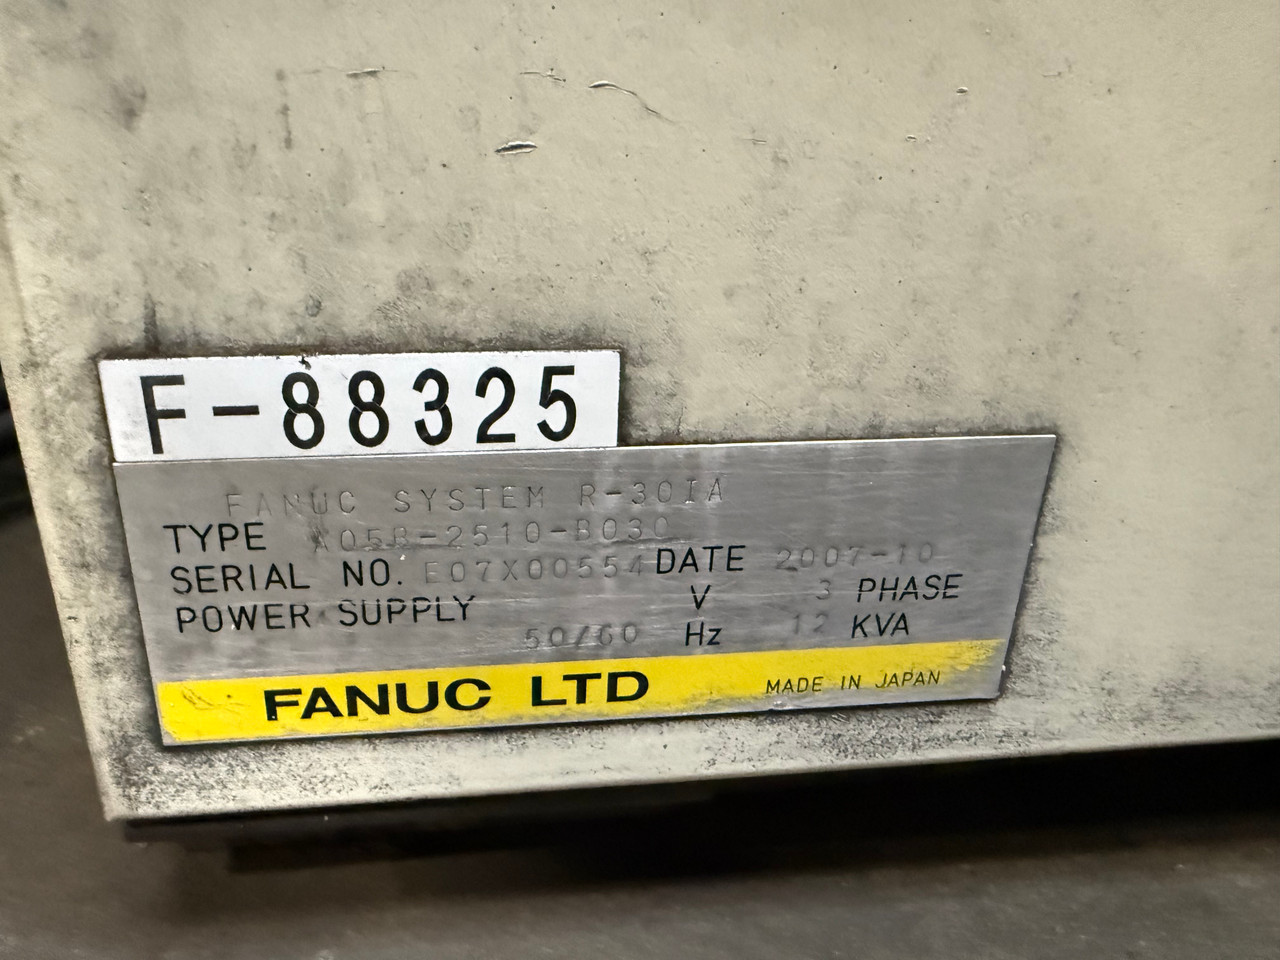 F-88325
FANUC SYSTEM R-30IA
TYPE A05B-2510-B030
SERIAL NO. E07X00554 DATE 2007-10
POWER SUPPLY V 3 PHASE
50/60 Hz 12 KVA
FANUC LTD MADE IN JAPAN